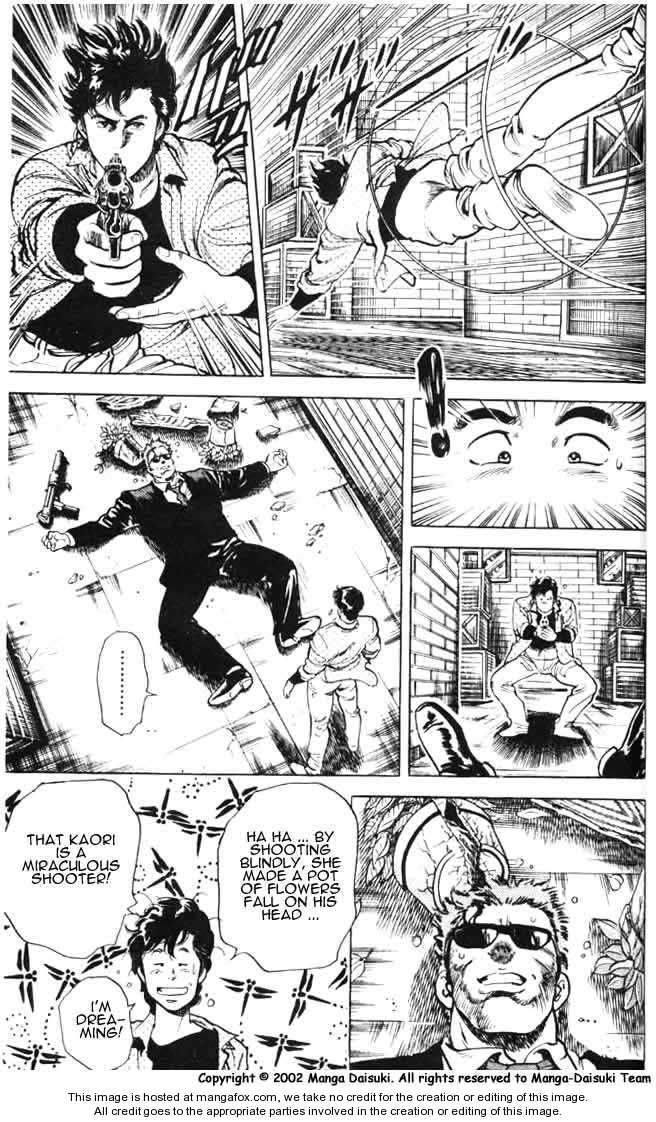 !
........
HA HA ... BY
SHOOTING
BLINDLY, SHE
MADE A POT
OF FLOWERS
FALL ON HIS
HEAD ...
THAT KAORI
IS A
MIRACULOUS
SHOOTER!
I'M
DREA-
MING!
Copyright © 2002 Manga Daisuki. All rights reserved to Manga-Daisuki Team
This image is hosted at mangafox.com, we take no credit for the creation or editing of this image.
All credit goes to the appropriate parties involved in the creation or editing of this image.